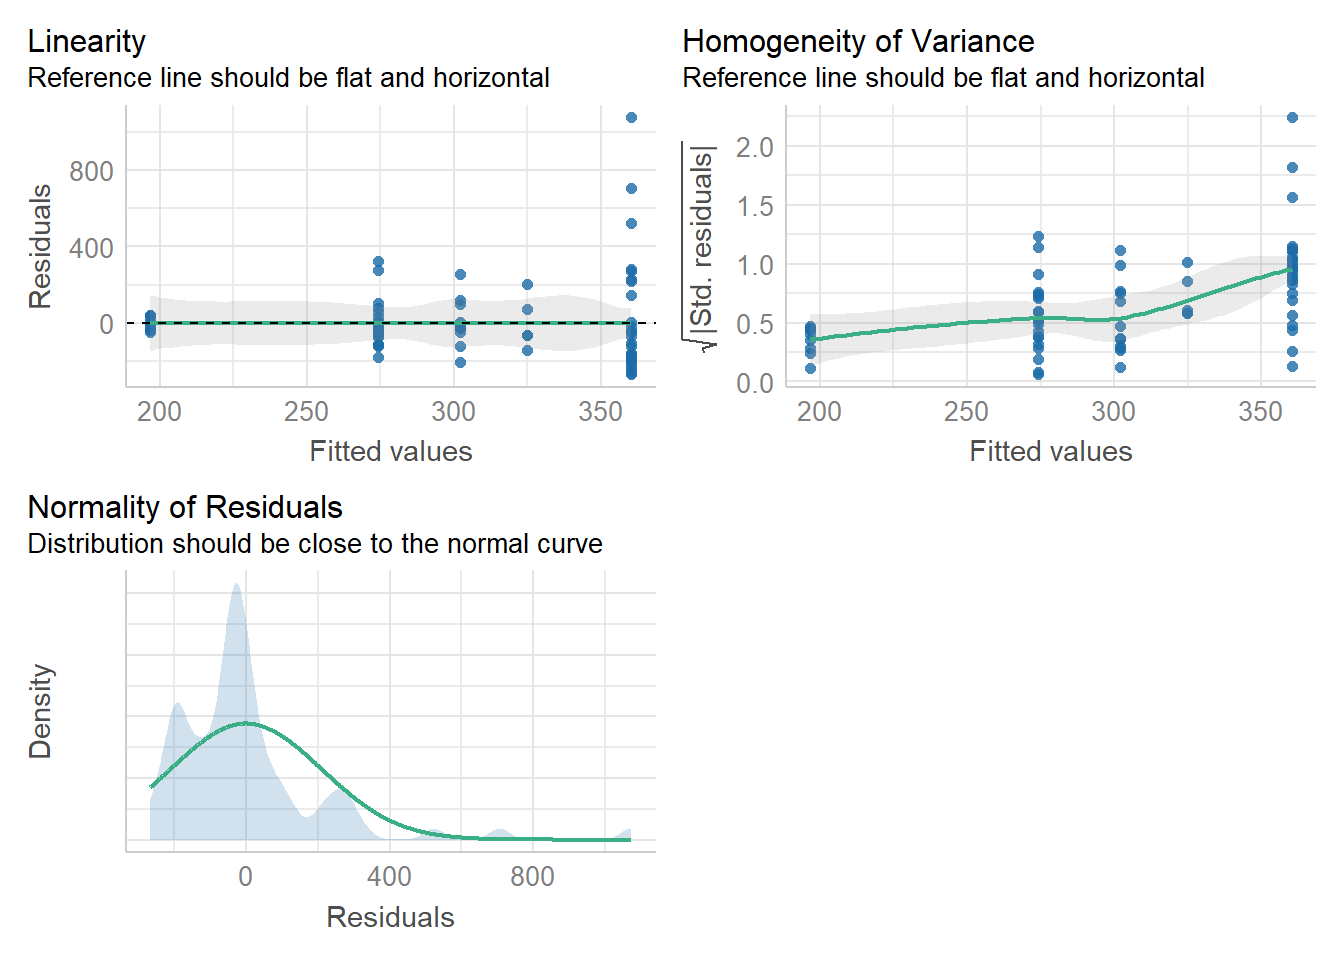 Linearity
Reference line should be flat and horizontal
Residuals
800
400
0
200
250
300
350
Fitted values
Homogeneity of Variance
Reference line should be flat and horizontal
√|Std. residuals|
2.0
1.5
1.0
0.5
0.0
200
250
300
350
Fitted values
Normality of Residuals
Distribution should be close to the normal curve
Density
0
400
800
Residuals